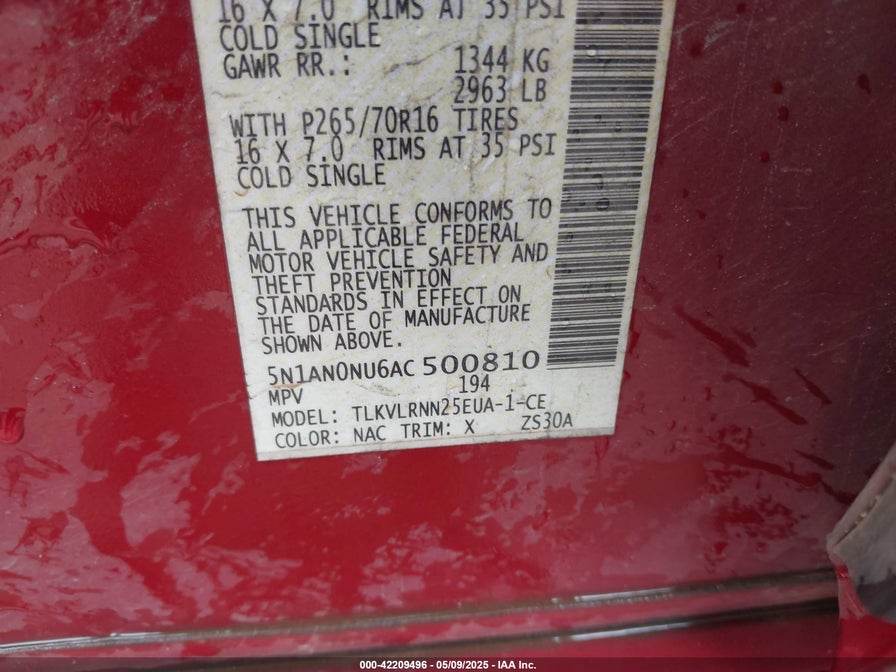 16 X 7.0 RIMS AT 35 PSI
COLD SINGLE
GAWR RR.: 1344 KG
2963 LB
WITH P265/70R16 TIRES
16 X 7.0 RIMS AT 35 PSI
COLD SINGLE
THIS VEHICLE CONFORMS TO
ALL APPLICABLE FEDERAL
MOTOR VEHICLE SAFETY AND
THEFT PREVENTION
STANDARDS IN EFFECT ON
THE DATE OF MANUFACTURE
SHOWN ABOVE.
5N1AN0NU6AC 500810
MPV 194
MODEL: TLKVLRNN25EUA-1-CE
COLOR: NAC TRIM: X ZS30A
000-42209496 - 05/09/2025 - IAA Inc.